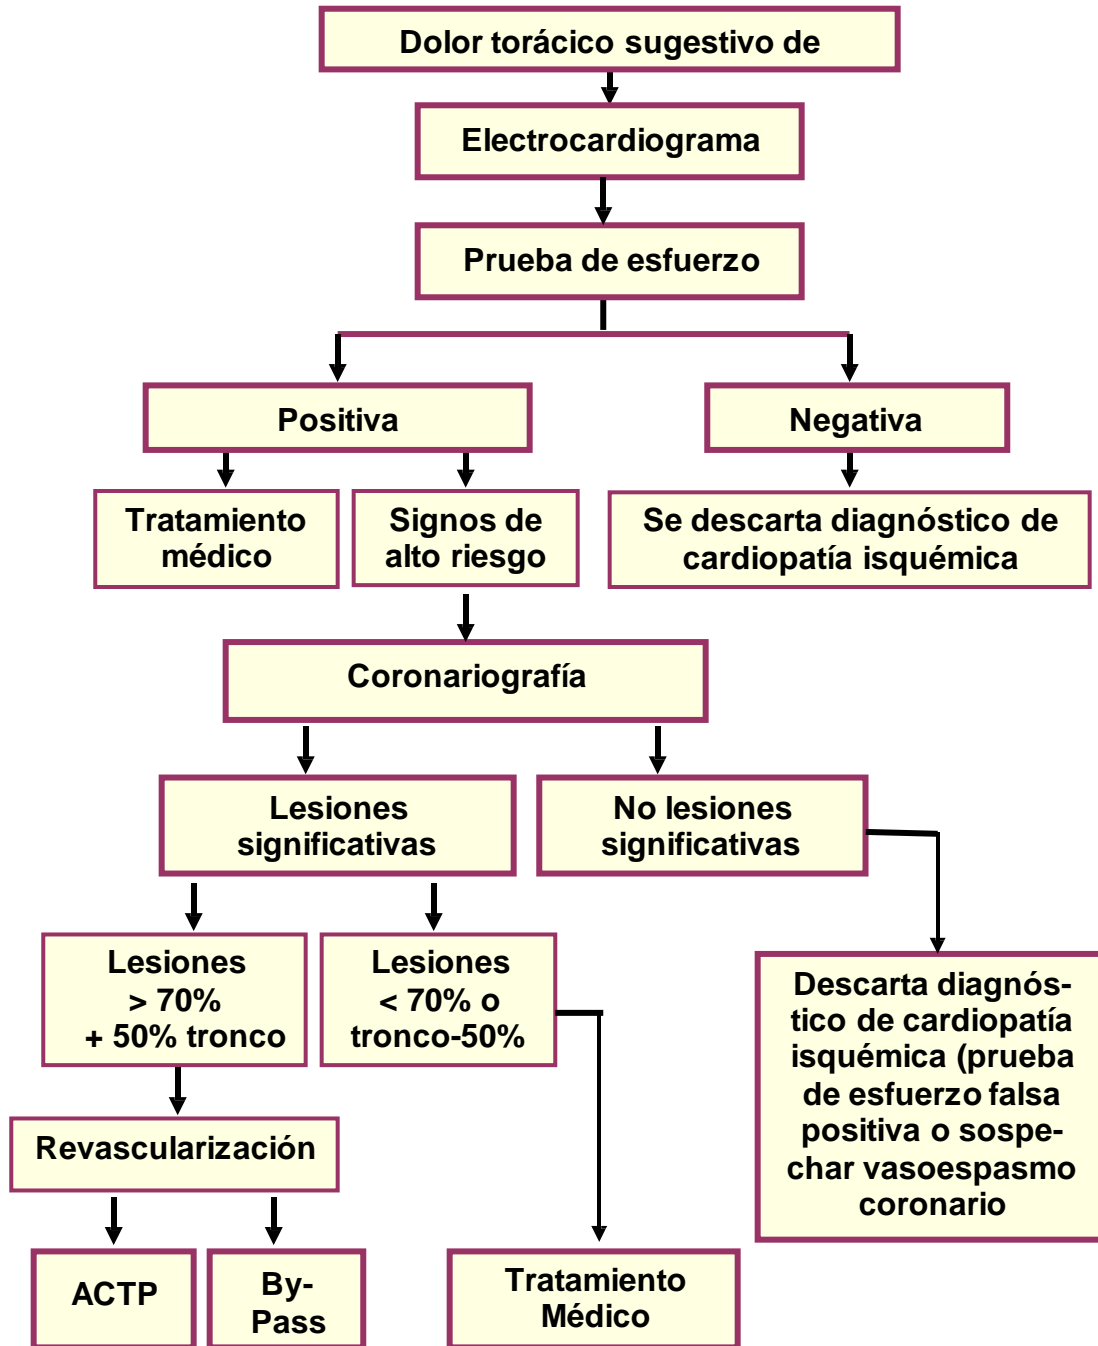 Dolor torácico sugestivo de
Electrocardiograma
Prueba de esfuerzo
Positiva
Negativa
Tratamiento
médico
Signos de
alto riesgo
Se descarta diagnóstico de
cardiopatía isquémica
Coronariografía
Lesiones
significativas
No lesiones
significativas
Lesiones
> 70%
+ 50% tronco
Lesiones
< 70% o
tronco-50%
Descarta diagnós-
tico de cardiopatía
isquémica (prueba
de esfuerzo falsa
positiva o sospe-
char vasoespasmo
coronario
Revascularización
ACTP
By-
Pass
Tratamiento
Médico